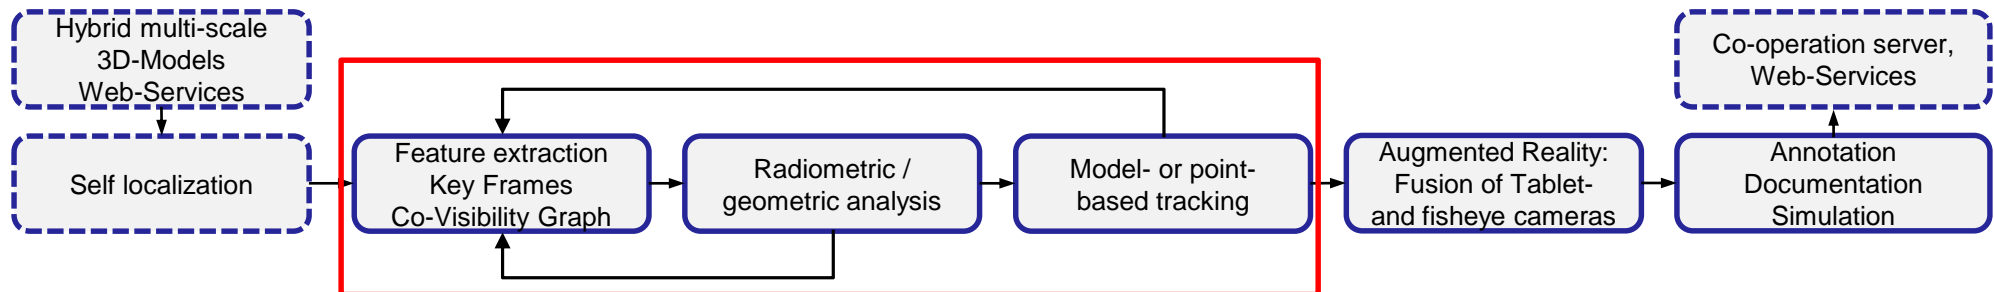 Hybrid multi-scale
3D-Models
Web-Services
Self localization
Feature extraction
Key Frames
Co-Visibility Graph
Radiometric /
geometric analysis
Model- or point-
based tracking
Augmented Reality:
Fusion of Tablet-
and fisheye cameras
Annotation
Documentation
Simulation
Co-operation server,
Web-Services